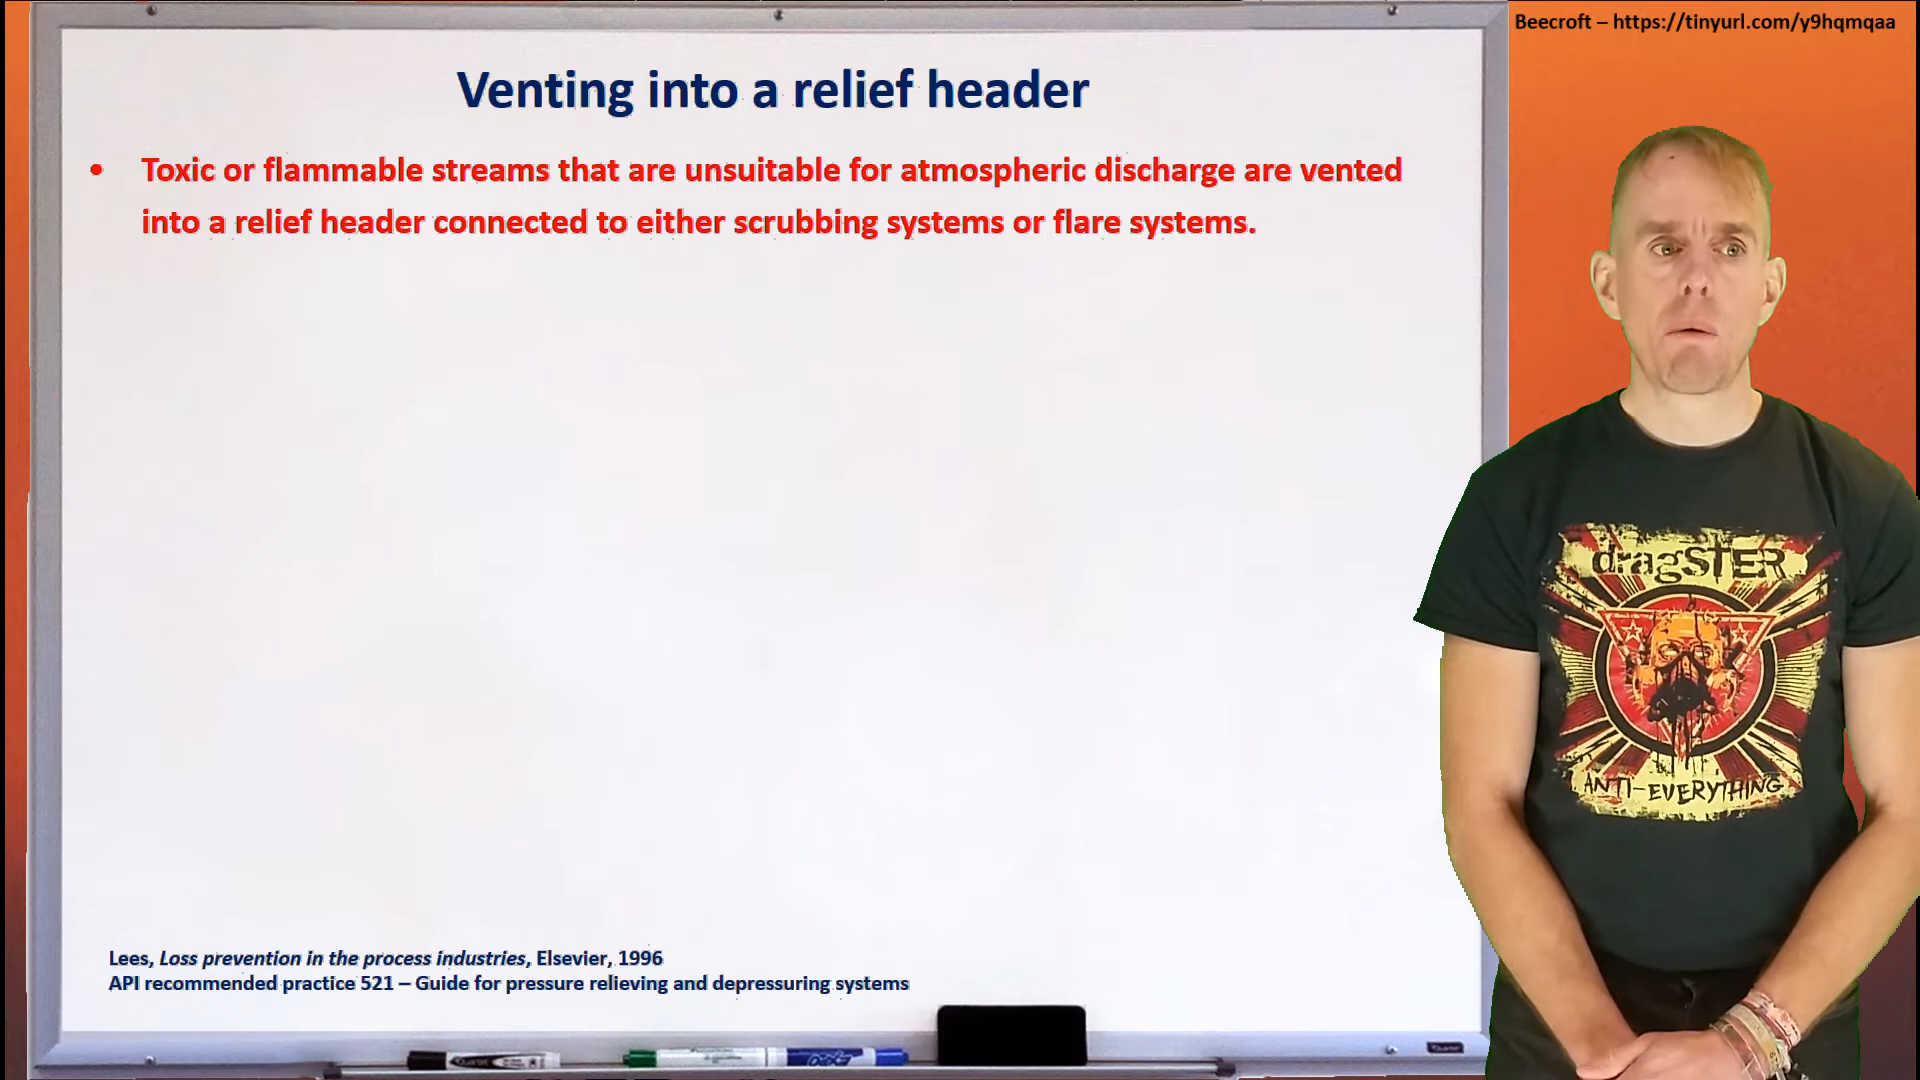 Beecroft – https://tinyurl.com/y9hqmqaa
Venting into a relief header
• Toxic or flammable streams that are unsuitable for atmospheric discharge are vented
into a relief header connected to either scrubbing systems or flare systems.
dragSTER
ANTI-EVERYTHING
Lees, Loss prevention in the process industries, Elsevier, 1996
API recommended practice 521 – Guide for pressure relieving and depressuring systems